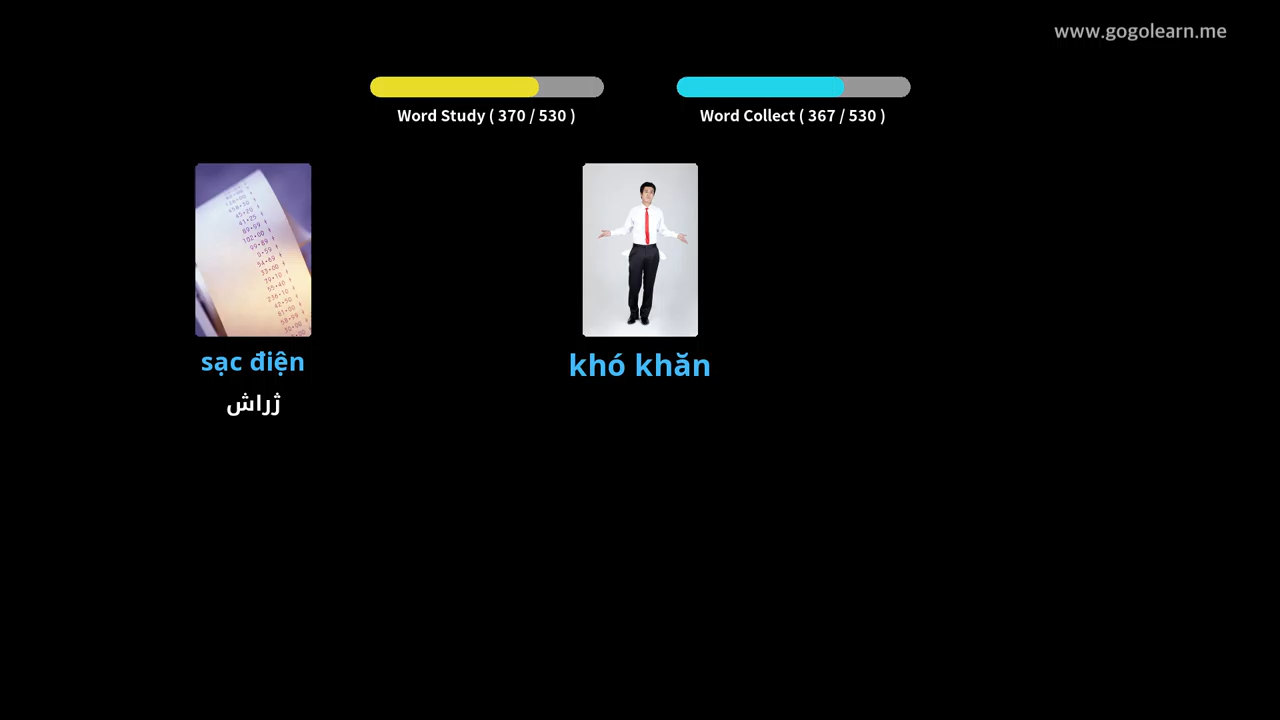 www.gogolearn.me
Word Study ( 370 / 530 )
Word Collect ( 367 / 530 )
sạc điện
ژراش
khó khăn